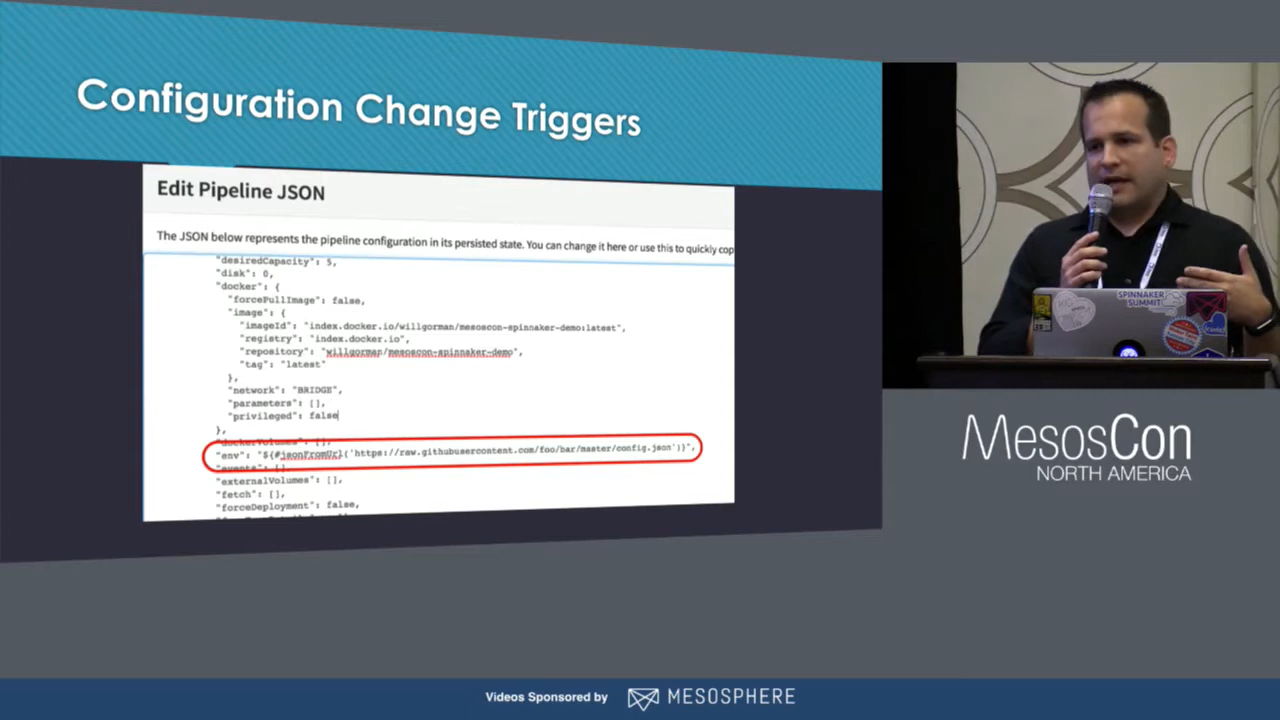 Configuration Change Triggers
Edit Pipeline JSON
The JSON below represents the pipeline configuration in its persisted state. You can change it here or use this to quickly cop
"desiredCapacity": 5,
"disk": 0,
"docker": {
"forcePullImage": false,
"image": {
"imageId": "index.docker.io/willgorman/mesoscon-spinnaker-demo:latest",
"registry": "index.docker.io",
"repository": "willgorman/mesoscon-spinnaker-demo",
"tag": "latest"
},
"network": "BRIDGE",
"parameters": [],
"privileged": false
},
"dockerVolumes": [],
"env": "${#jsonFromUrl('https://raw.githubusercontent.com/foo/bar/master/config.json')}",
"events": [],
"externalVolumes": [],
"fetch": [],
"forceDeployment": false,
SPINNAKER
SUMMIT
MesosCon
NORTH AMERICA
Videos Sponsored by
MESOSPHERE